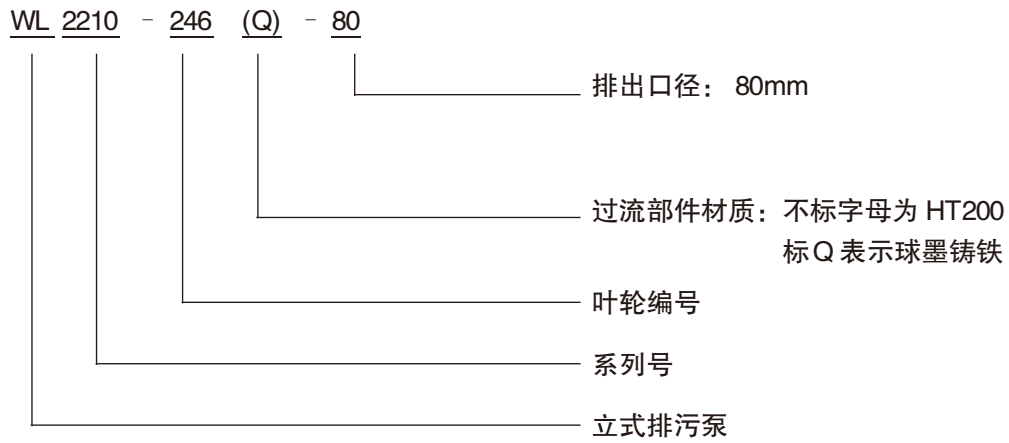 WL 2210 - 246 (Q) - 80
排出口径： 80mm
过流部件材质：不标字母为 HT200
标Q 表示球墨铸铁
叶轮编号
系列号
立式排污泵